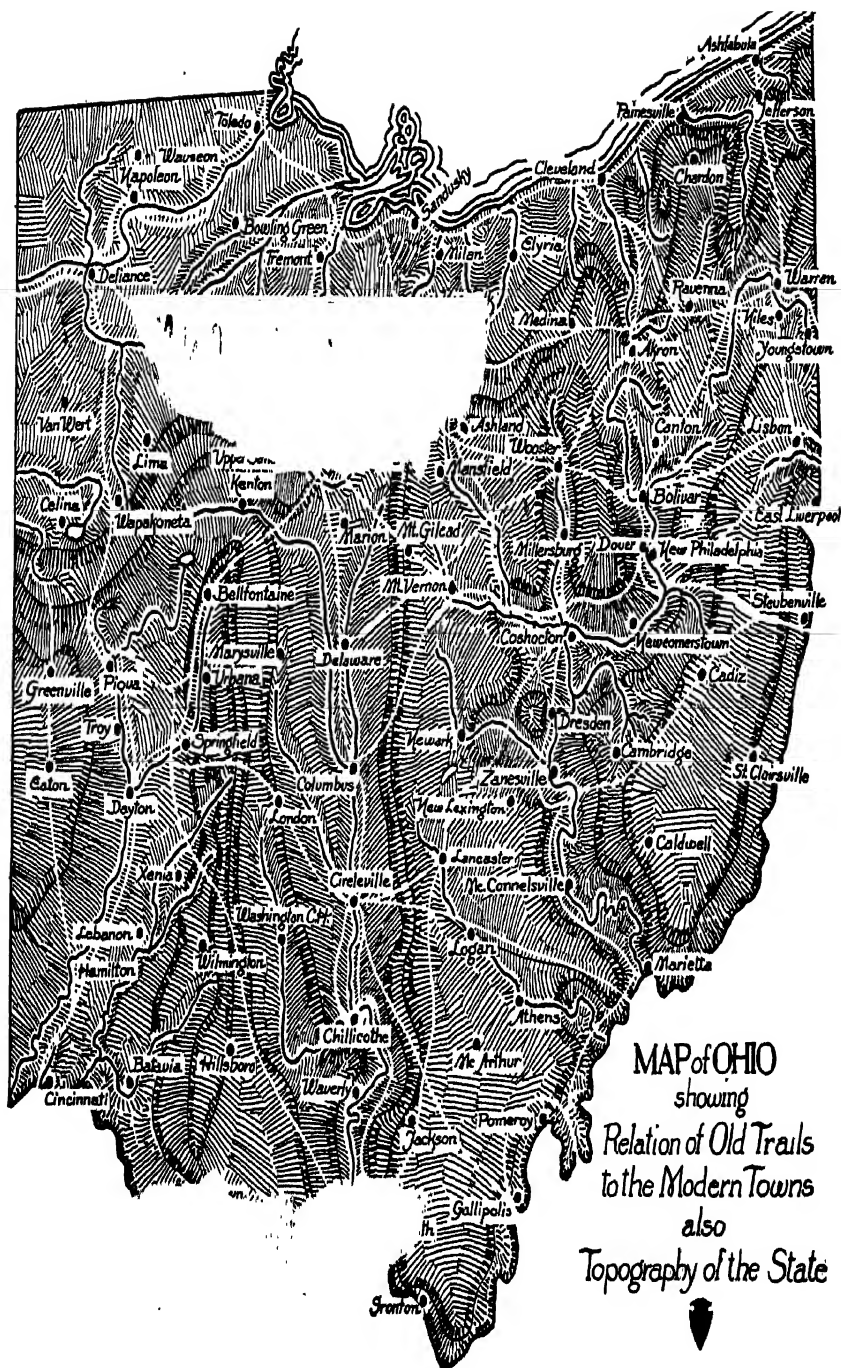 Ashtabula
Painesville
Jefferson
Toledo
Wauseon
Napoleon
Cleveland
Chardon
Sandusky
Bowling Green
Milan
Elyria
Tremont
Defiance
Warren
Ravenna
Niles
Medina
Akron
Youngstown
Van Wert
Ashland
Canton
Lisbon
Lima
Wooster
Upper
Mansfield
Kenton
Bolivar
Celina
Wapakoneta
East Liverpool
Marion
Mt. Gilead
Millersburg
Dover
New Philadelphia
Bellfontaine
Mt. Vernon
Steubenville
Coshocton
Newcomerstown
Marysville
Delaware
Greenville
Piqua
Urbana
Cadiz
Troy
Springfield
Newark
Dresden
Cambridge
Eaton
Dayton
Columbus
Zanesville
St. Clairsville
London
New Lexington
Caldwell
Xenia
Lancaster
Circleville
Mc. Connelsville
Washington C.H.
Lebanon
Logan
Hamilton
Wilmington
Marietta
Athens
Chillicothe
Mc Arthur
Batavia
Hillsboro
Waverly
Cincinnati
Jackson
Pomeroy
Gallipolis
th
Ironton
MAP of OHIO
showing
Relation of Old Trails
to the Modern Towns
also
Topography of the State